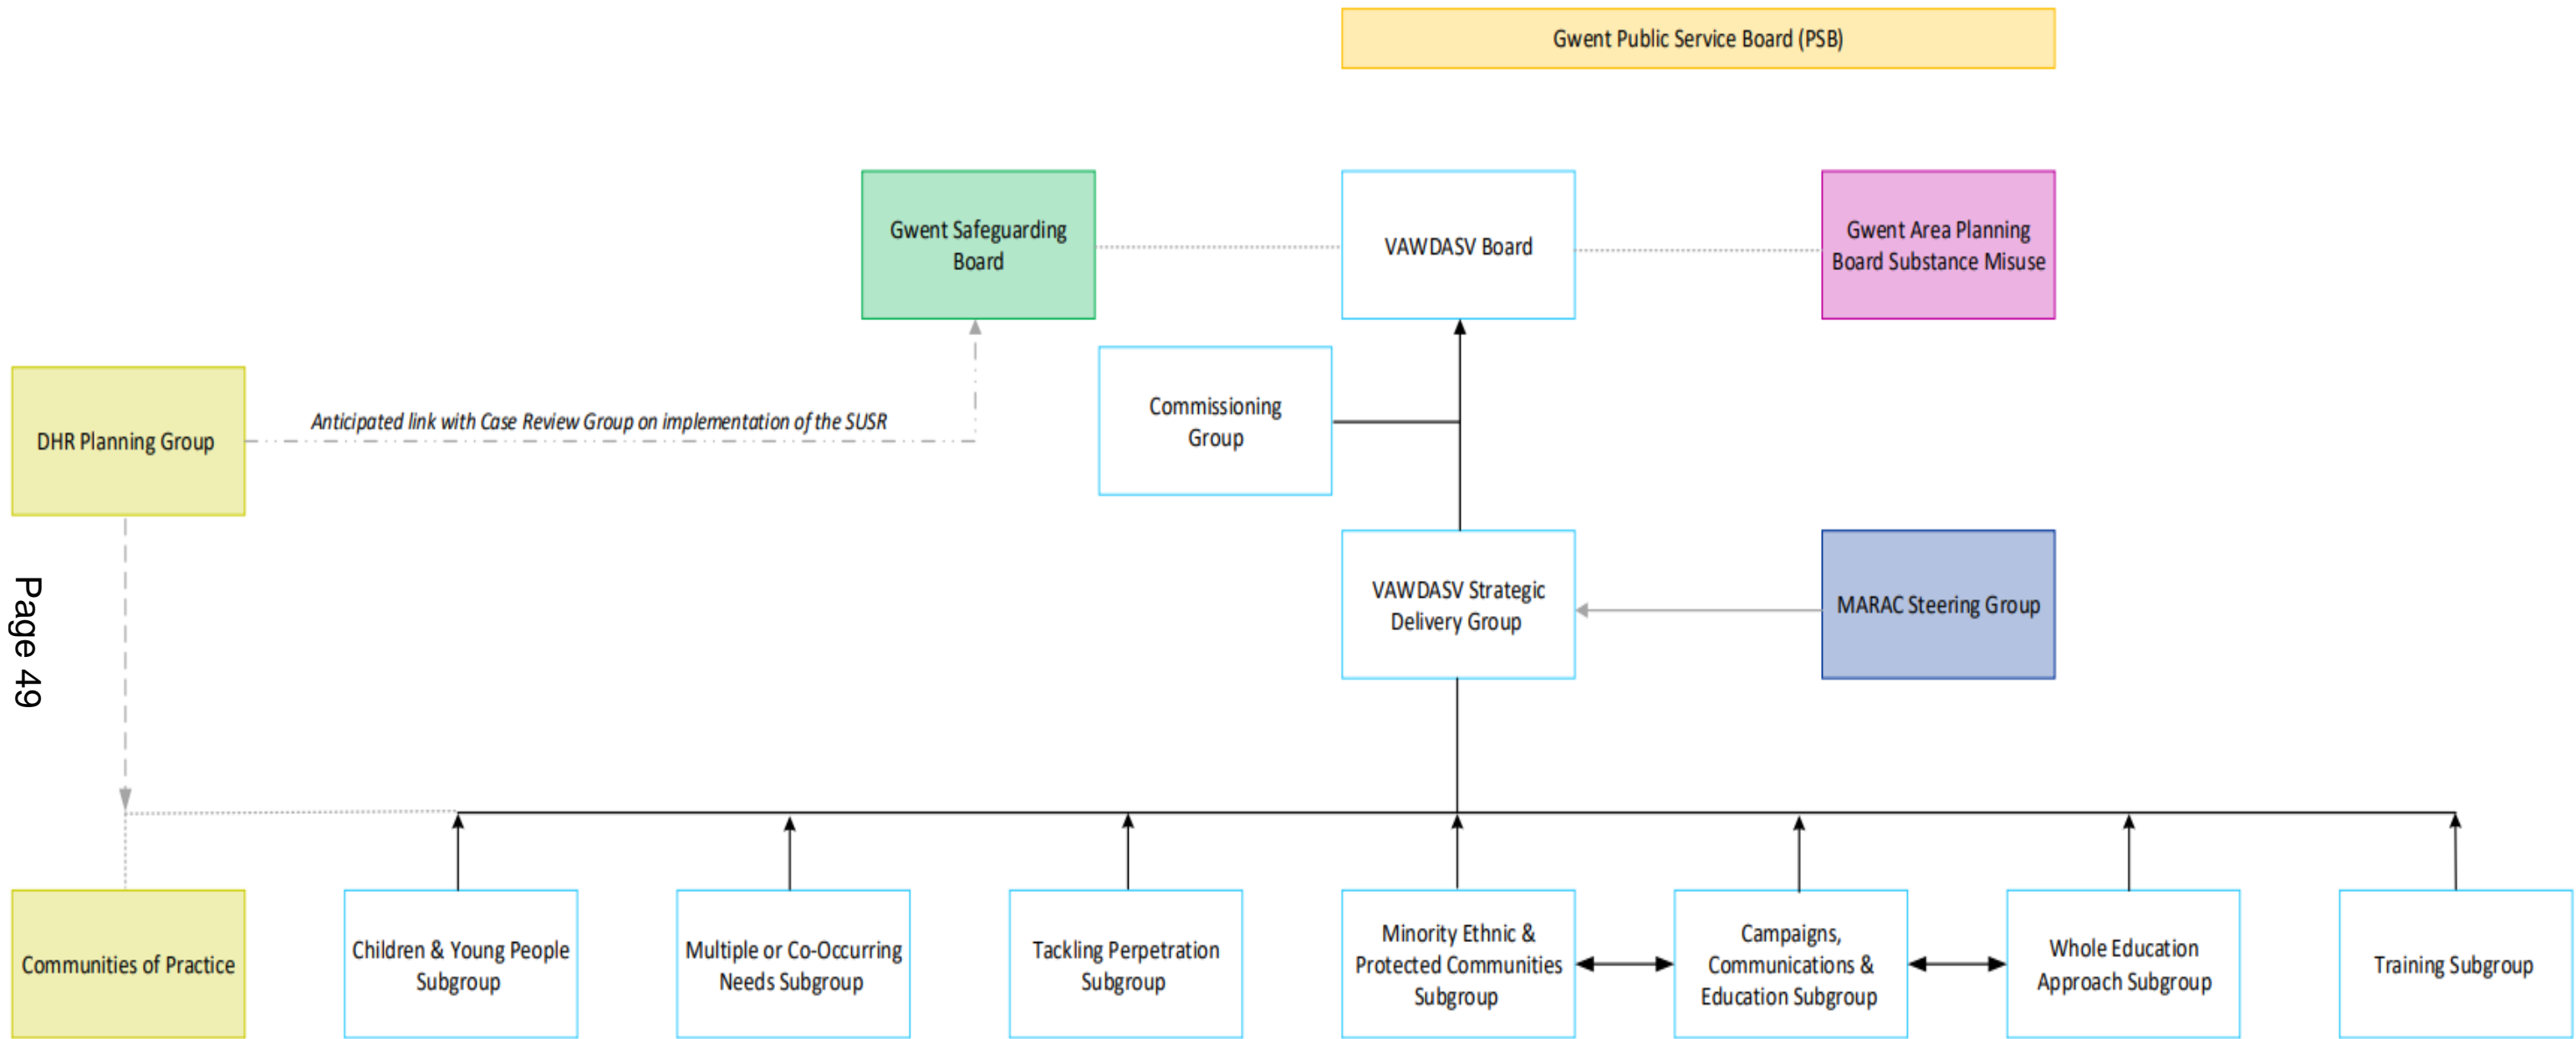 Gwent Public Service Board (PSB)
Gwent Safeguarding
Board
VAWDASV Board
Gwent Area Planning
Board Substance Misuse
Commissioning
Group
DHR Planning Group
Anticipated link with Case Review Group on implementation of the SUSR
VAWDASV Strategic
Delivery Group
MARAC Steering Group
Page 49
Communities of Practice
Children & Young People
Subgroup
Multiple or Co-Occurring
Needs Subgroup
Tackling Perpetration
Subgroup
Minority Ethnic &
Protected Communities
Subgroup
Campaigns,
Communications &
Education Subgroup
Whole Education
Approach Subgroup
Training Subgroup